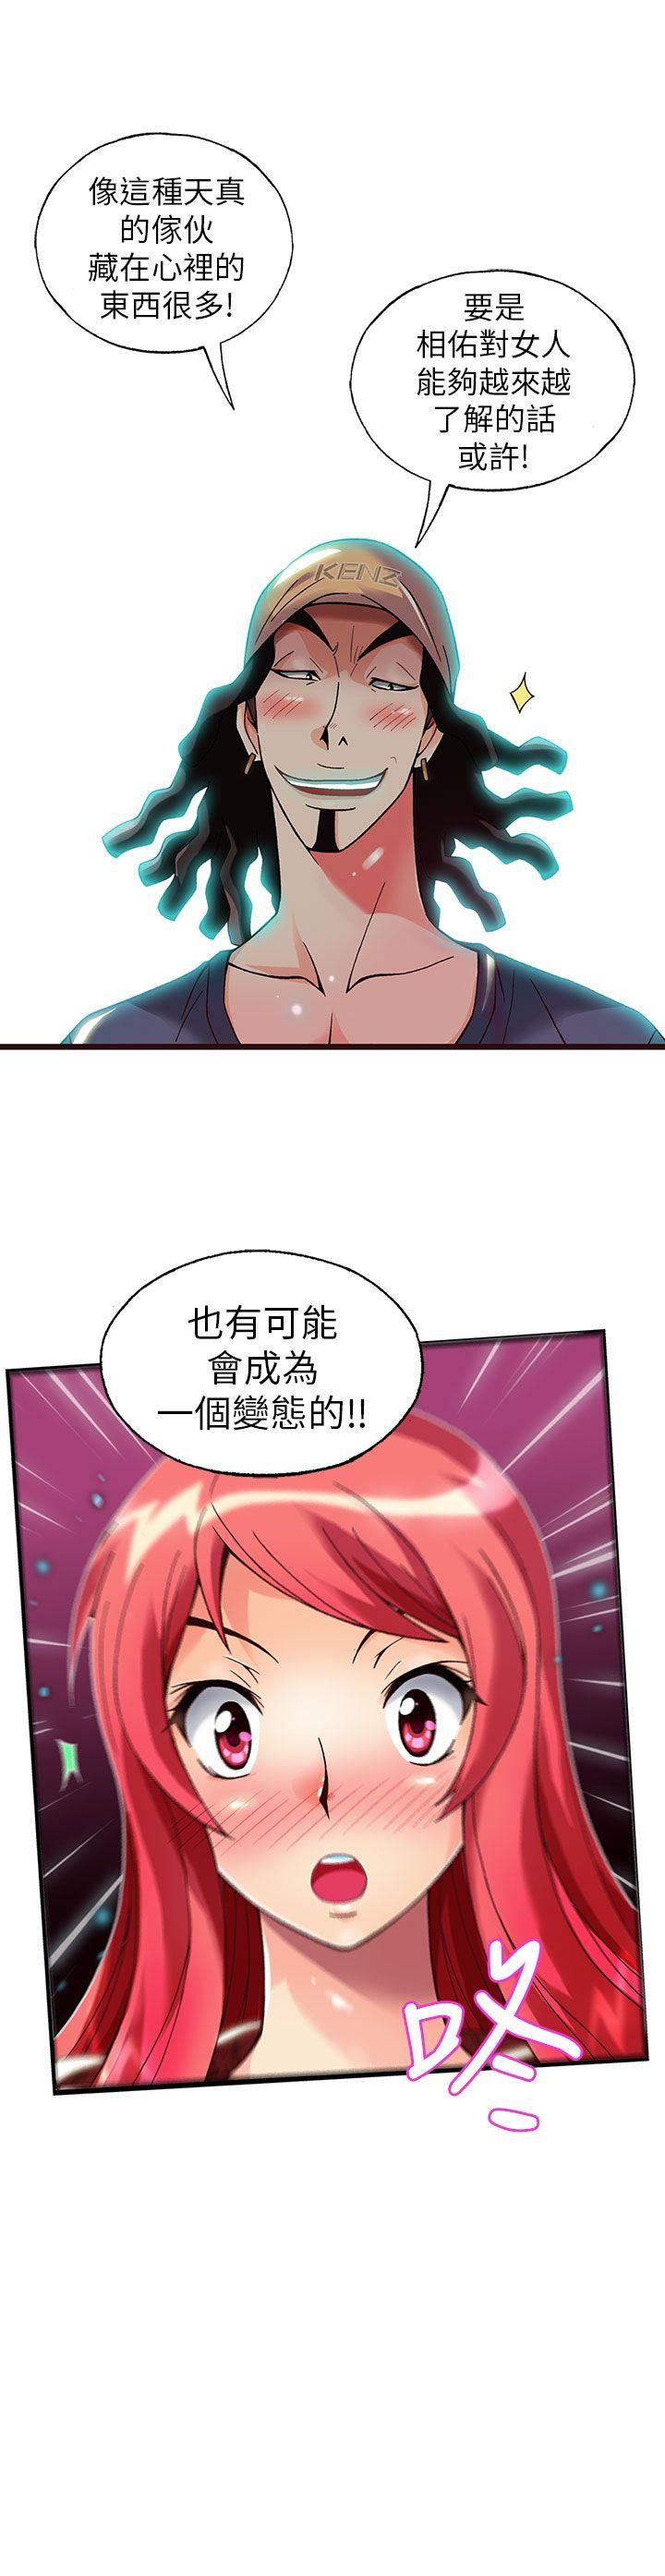 像這種天真
的傢伙
藏在心裡的
東西很多!
要是
相佑對女人
能夠越來越
了解的話
或許!
KENZ
也有可能
會成為
一個變態的!!
咚